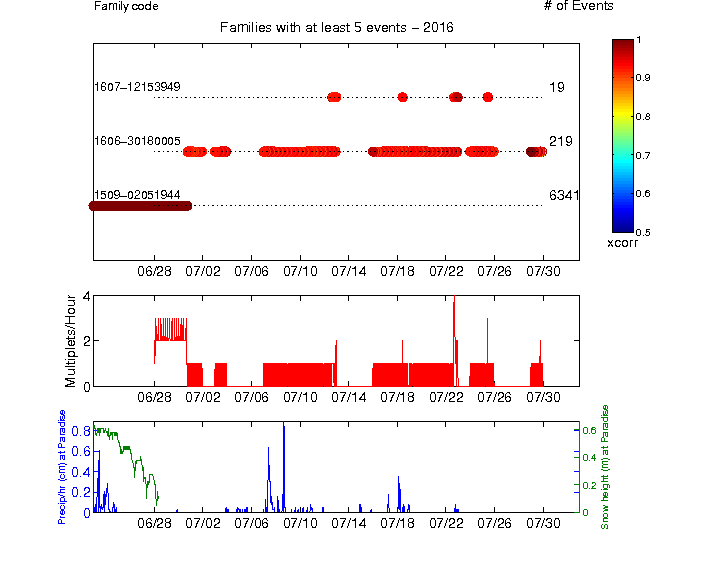 Family code
# of Events
Families with at least 5 events − 2016
1607−12153949
19
1606−30180005
219
1509−02051944
6341
06/28 07/02 07/06 07/10 07/14 07/18 07/22 07/26 07/30
1
0.9
0.8
0.7
0.6
0.5
xcorr
Multiplets/Hour
4
2
0
06/28 07/02 07/06 07/10 07/14 07/18 07/22 07/26 07/30
Precip/hr (cm) at Paradise
0.8
0.6
0.4
0.2
0
06/28 07/02 07/06 07/10 07/14 07/18 07/22 07/26 07/30
0.6
0.4
0.2
0
Snow height (m) at Paradise